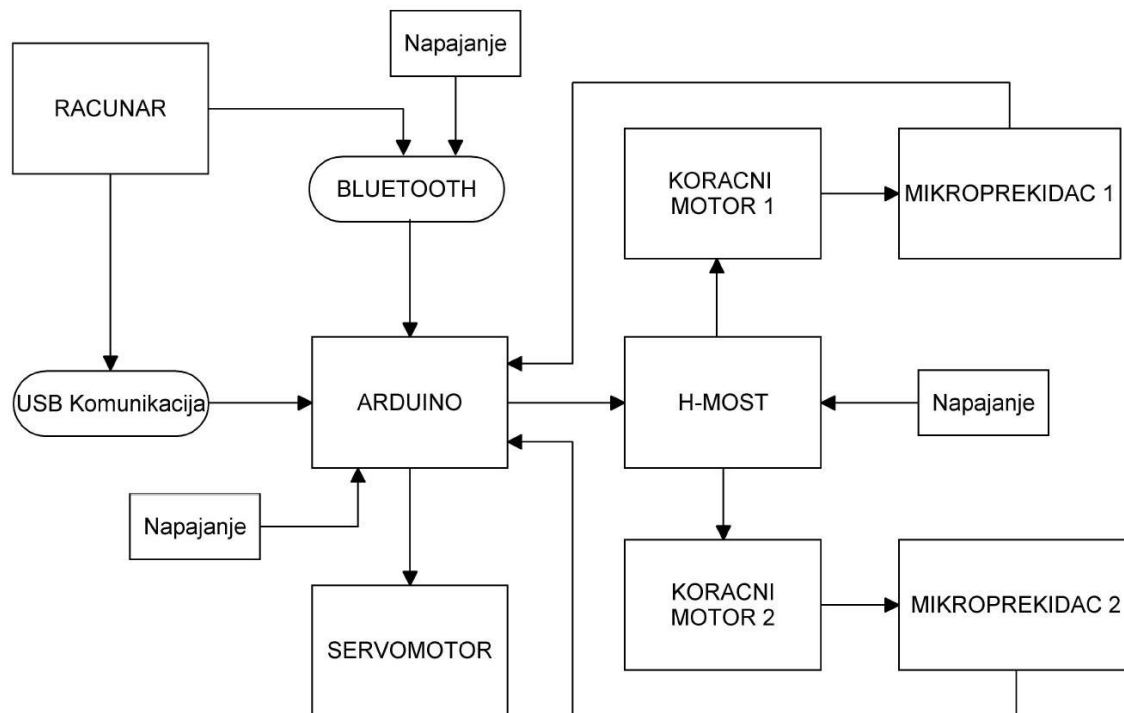 Napajanje
RACUNAR
BLUETOOTH
KORACNI
MOTOR 1
MIKROPREKIDAC 1
USB Komunikacija
ARDUINO
H-MOST
Napajanje
Napajanje
SERVOMOTOR
KORACNI
MOTOR 2
MIKROPREKIDAC 2